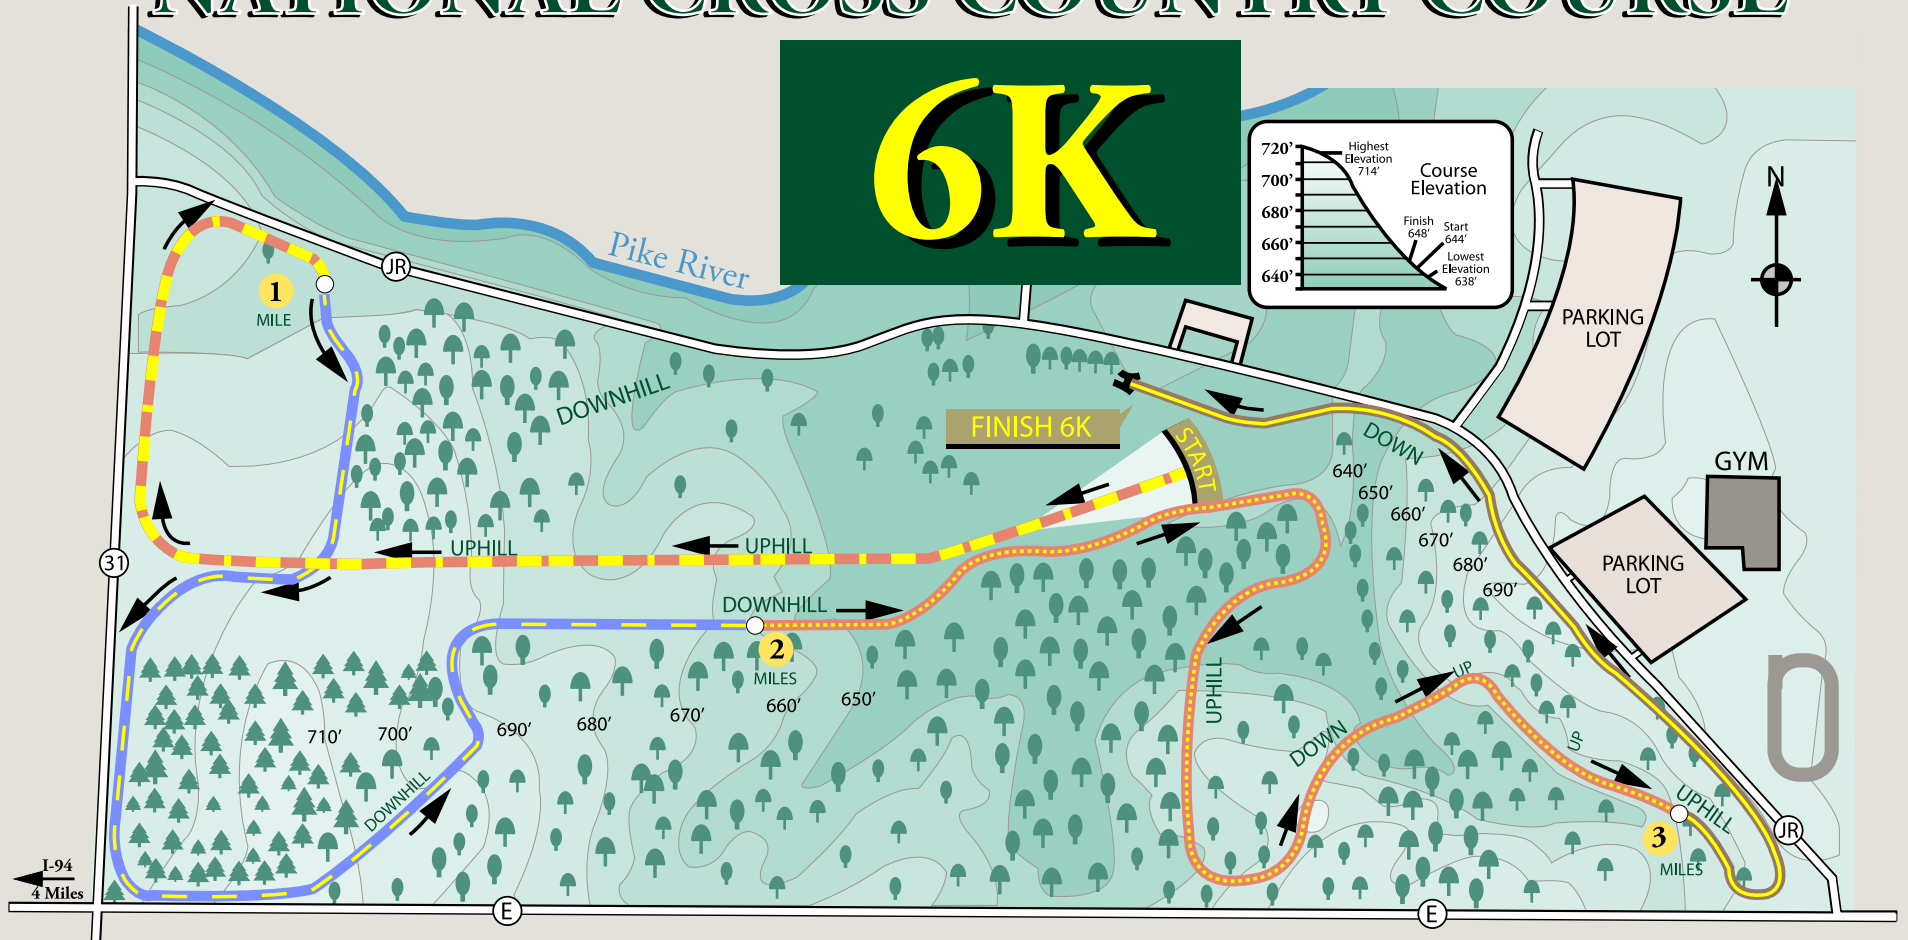 NATIONAL CROSS COUNTRY COURSE
6K
720'
700'
680'
660'
640'
Highest
Elevation
714'
Course
Elevation
Finish
648'
Start
644'
Lowest
Elevation
638'
N
Pike River
JR
1
MILE
PARKING
LOT
DOWNHILL
FINISH 6K
START
DOWN
GYM
640'
650'
660'
670'
680'
690'
PARKING
LOT
31
UPHILL
UPHILL
DOWNHILL
2
MILES
UPHILL
UP
710'
700'
690'
680'
670'
660'
650'
DOWN
UP
DOWNHILL
UPHILL
3
MILES
JR
I-94
4 Miles
E
E